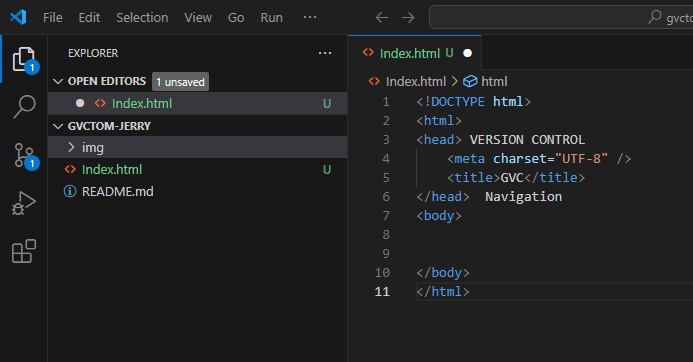 File Edit Selection View Go Run ... gvcto
EXPLORER ...
OPEN EDITORS 1 unsaved
Index.html U
GVCTOM-JERRY
img
Index.html U
README.md
1
1
Index.html U
Index.html > html
1 <!DOCTYPE html>
2 <html>
3 <head> VERSION CONTROL
4 <meta charset="UTF-8" />
5 <title>GVC</title>
6 </head>  Navigation
7 <body>
8
9
10 </body>
11 </html>